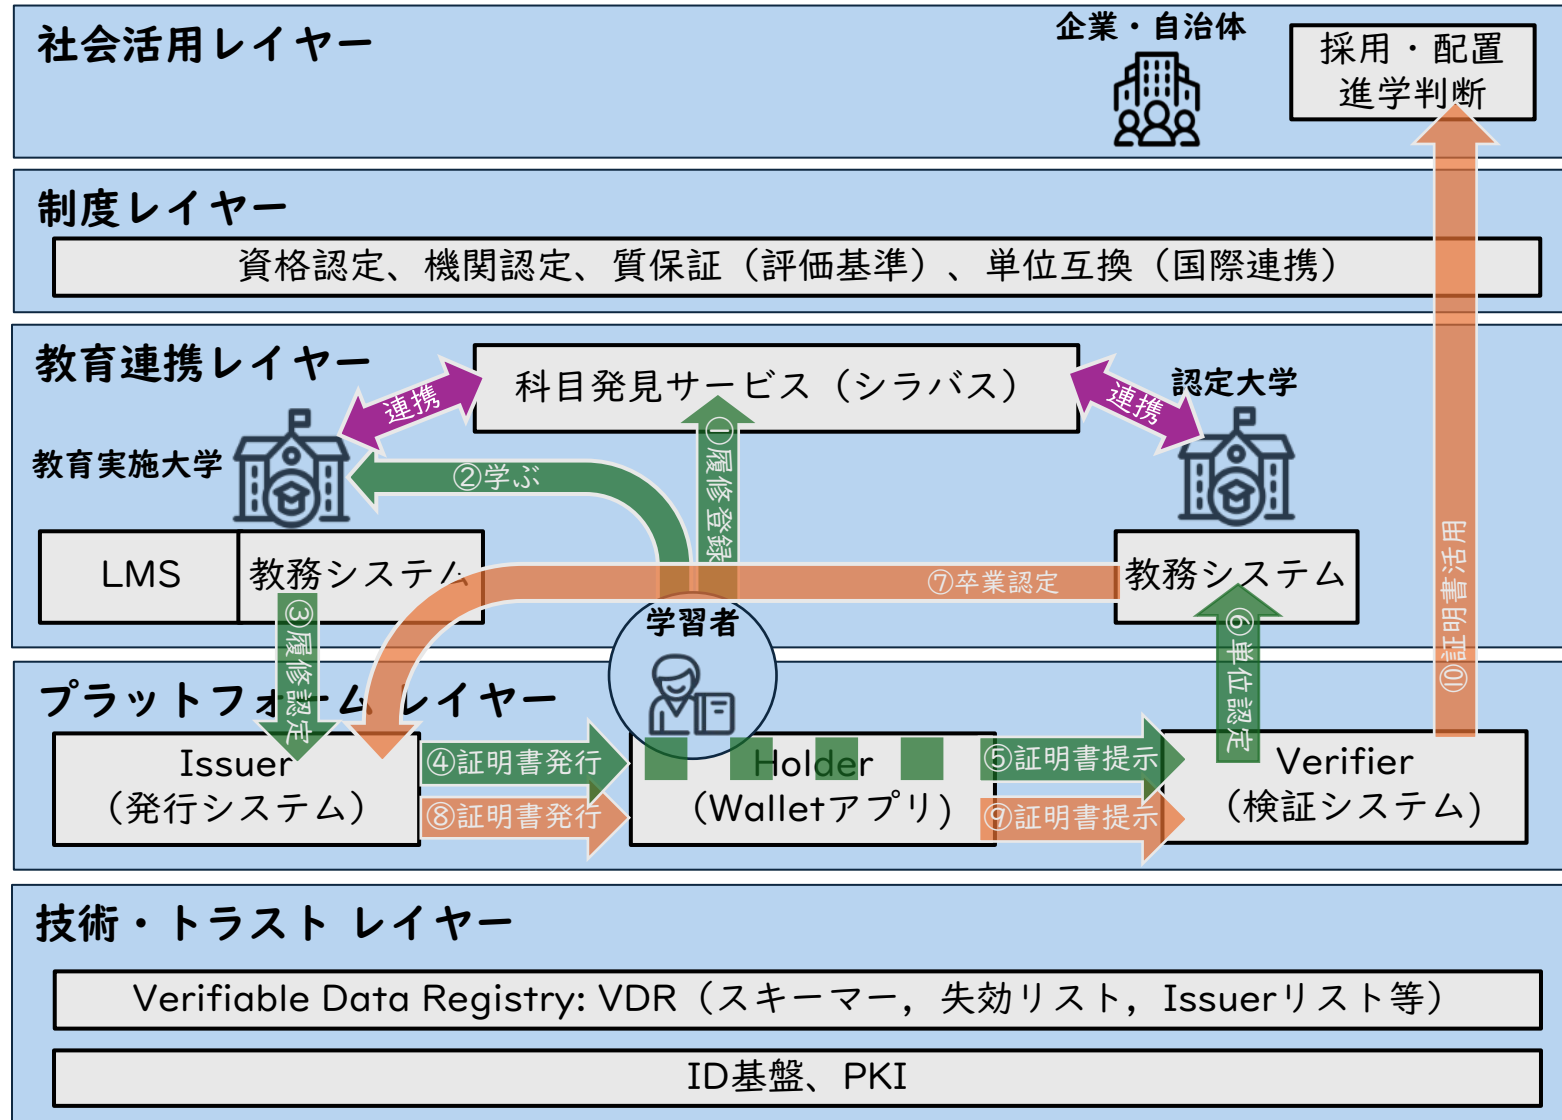 社会活用レイヤー
企業・自治体
採用・配置
進学判断
制度レイヤー
資格認定、機関認定、質保証（評価基準）、単位互換（国際連携）
教育連携レイヤー
連携
科目発見サービス（シラバス）
連携
認定大学
教育実施大学
②学ぶ
①履修登録
LMS
教務システム
⑦卒業認定
教務システム
⑩証明書活用
③履修認定
学習者
⑥単位認定
プラットフォーム レイヤー
Issuer
（発行システム）
④証明書発行
⑧証明書発行
Holder
（Walletアプリ）
⑤証明書提示
⑨証明書提示
Verifier
（検証システム)
技術・トラスト レイヤー
Verifiable Data Registry: VDR（スキーマー，失効リスト，Issuerリスト等）
ID基盤、PKI